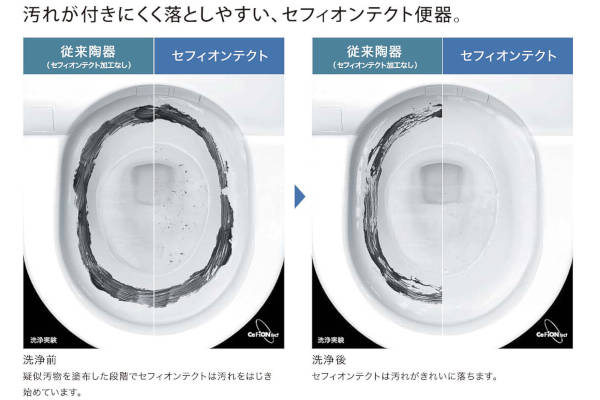 汚れが付きにくく落としやすい、セフィオンテクト便器。
従来陶器
（セフィオンテクト加工なし）
セフィオンテクト
従来陶器
（セフィオンテクト加工なし）
セフィオンテクト
洗浄実験
CeFiONtect
洗浄実験
CeFiONtect
洗浄前
疑似汚物を塗布した段階でセフィオンテクトは汚れをはじき
始めています。
洗浄後
セフィオンテクトは汚れがきれいに落ちます。